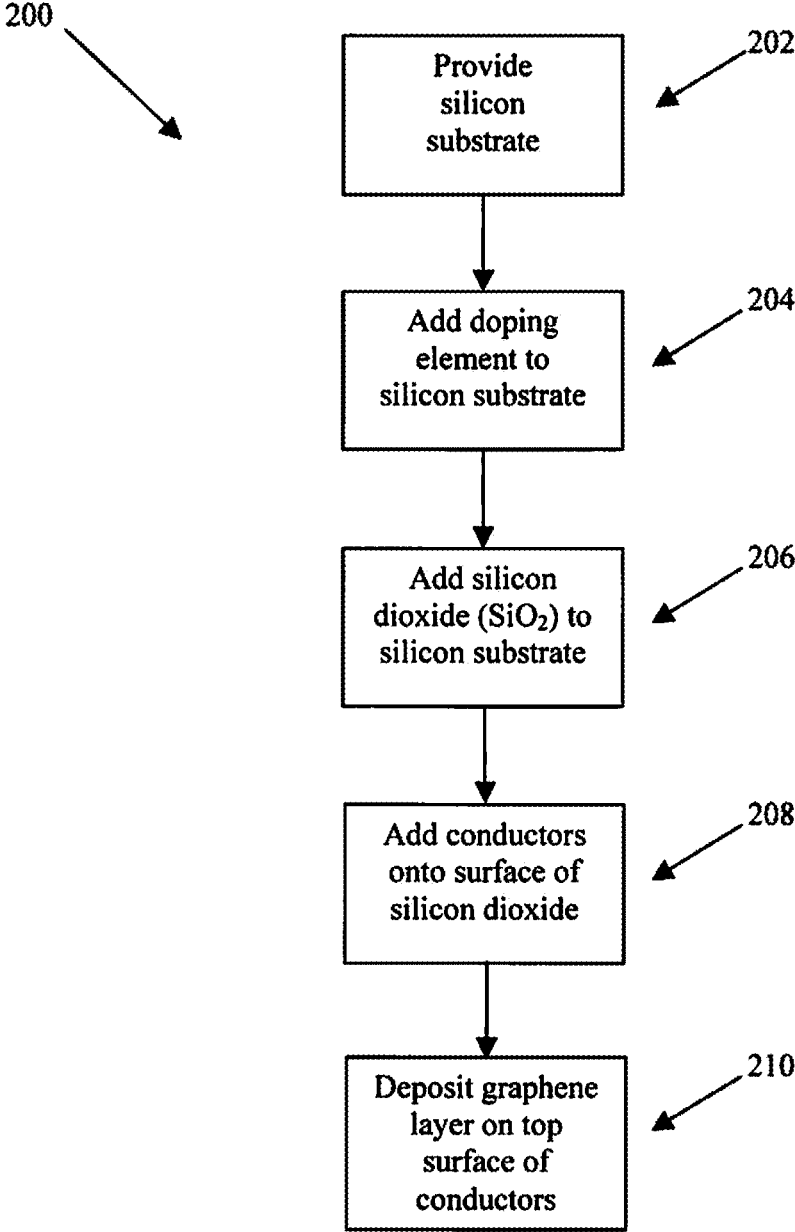 200
202
Provide
silicon
substrate
204
Add doping
element to
silicon substrate
206
Add silicon
dioxide (SiO₂) to
silicon substrate
208
Add conductors
onto surface of
silicon dioxide
210
Deposit graphene
layer on top
surface of
conductors